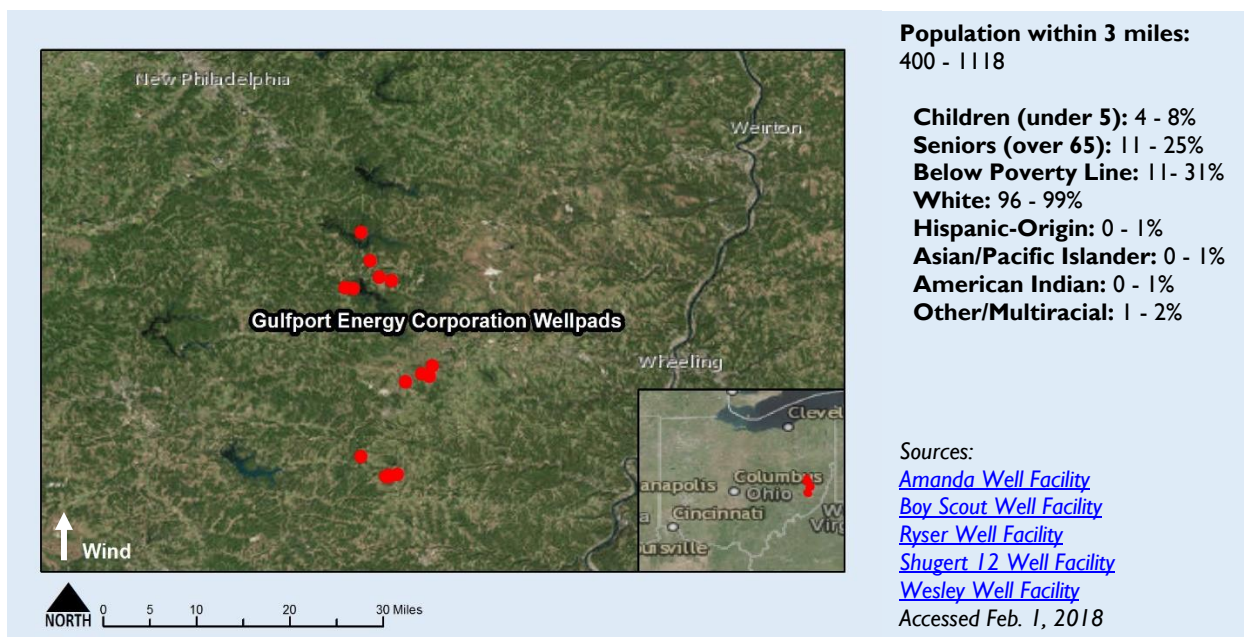 New Philadelphia
Weirton
Gulfport Energy Corporation Wellpads
Wheeling
Wind
Clevel
Columbus
anapolis
Ohio
W
Virg
Cincinnati
uisville
NORTH
0 5 10 20 30 Miles
Population within 3 miles:
400 - 1118
Children (under 5): 4 - 8%
Seniors (over 65): 11 - 25%
Below Poverty Line: 11- 31%
White: 96 - 99%
Hispanic-Origin: 0 - 1%
Asian/Pacific Islander: 0 - 1%
American Indian: 0 - 1%
Other/Multiracial: 1 - 2%
Sources:
Amanda Well Facility
Boy Scout Well Facility
Ryser Well Facility
Shugert 12 Well Facility
Wesley Well Facility
Accessed Feb. 1, 2018